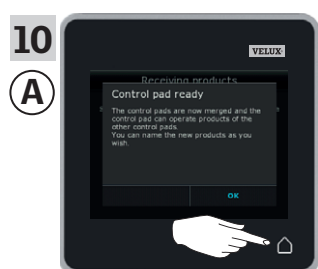 10
A
VELUX
Receiving products
Control pad ready
The control pads are now merged and the
control pad can operate products of the
other control pads.
You can name the new products as you
wish.
OK